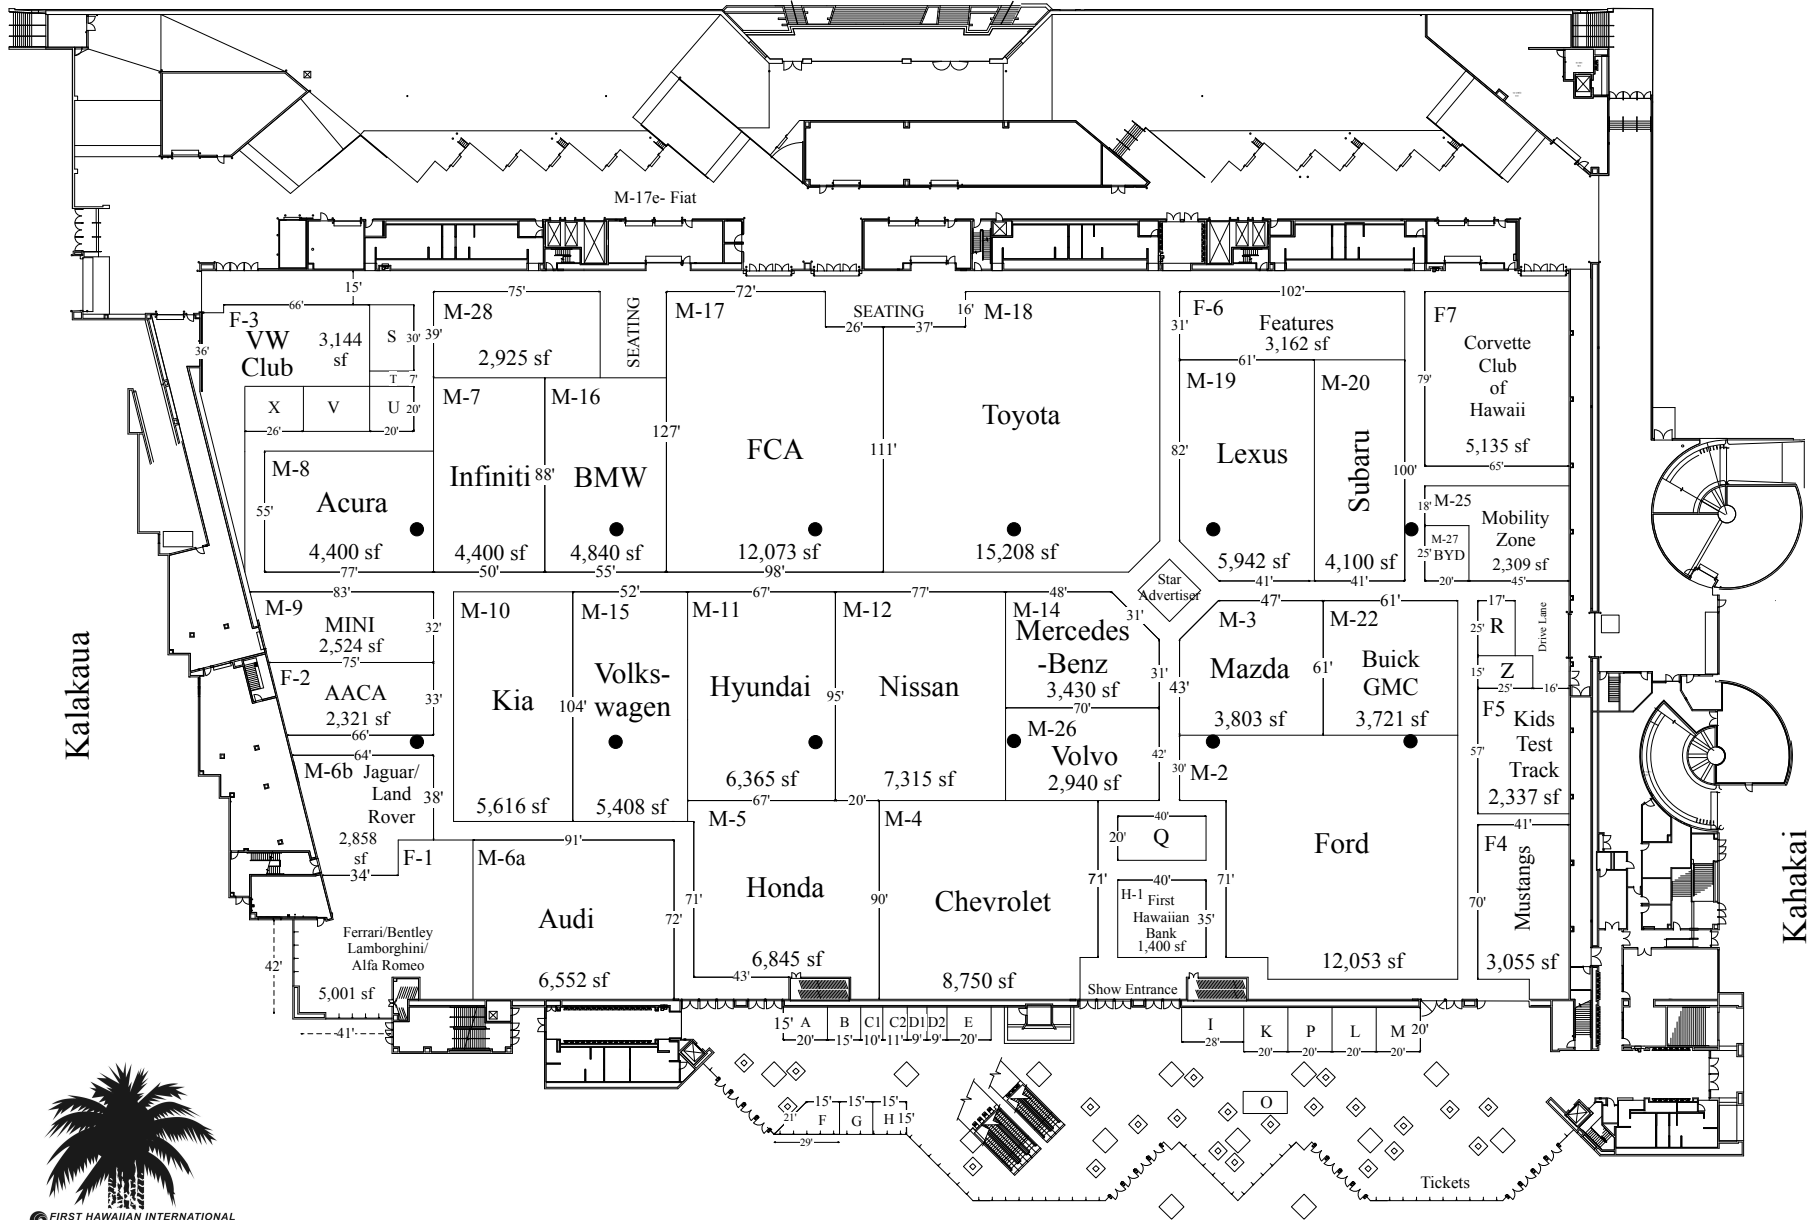 M-17e- Fiat
15'
66'
F-3
VW
Club
3,144
sf
36'
S
30'
T
7'
X
V
U
20'
26'
20'
M-28
75'
39'
2,925 sf
SEATING
M-17
72'
SEATING
26'
37'
16'
M-18
127'
FCA
111'
12,073 sf
98'
Toyota
15,208 sf
F-6
102'
31'
Features
3,162 sf
61'
F7
Corvette
Club
of
Hawaii
79'
5,135 sf
65'
M-7
Infiniti
88'
4,400 sf
50'
M-16
BMW
4,840 sf
55'
M-8
Acura
55'
4,400 sf
77'
M-19
82'
Lexus
5,942 sf
41'
M-20
Subaru
100'
4,100 sf
41'
M-25
18'
Mobility
Zone
2,309 sf
M-27
BYD
25'
20'
45'
Star
Advertiser
83'
M-9
MINI
2,524 sf
32'
75'
F-2
AACA
2,321 sf
33'
66'
64'
M-6b
Jaguar/
Land
Rover
38'
2,858
sf
34'
M-10
Kia
5,616 sf
52'
M-15
Volks-
wagen
104'
5,408 sf
67'
M-11
Hyundai
95'
6,365 sf
67'
77'
M-12
Nissan
7,315 sf
20'
48'
M-14
Mercedes
-Benz
3,430 sf
31'
31'
70'
M-26
Volvo
2,940 sf
42'
47'
M-3
Mazda
43'
3,803 sf
61'
61'
M-22
Buick
GMC
3,721 sf
30'
M-2
Ford
71'
12,053 sf
17'
25'
R
15'
Z
25'
16'
Drive Lane
F5
Kids
Test
Track
57'
2,337 sf
41'
F4
Mustangs
70'
3,055 sf
F-1
Ferrari/Bentley
Lamborghini/
Alfa Romeo
5,001 sf
42'
41'
91'
M-6a
Audi
72'
6,552 sf
M-5
Honda
71'
6,845 sf
43'
M-4
Chevrolet
90'
71'
8,750 sf
40'
20'
Q
40'
H-1
First
Hawaiian
Bank
1,400 sf
35'
Show Entrance
15'
A
B
C1
C2
D1
D2
E
20'
15'
10'
11'
9'
9'
20'
I
28'
K
P
L
M
20'
20'
20'
20'
20'
15'
15'
15'
21'
F
G
H
15'
29'
O
Tickets
Kalakaua
Kahakai
FIRST HAWAIIAN INTERNATIONAL